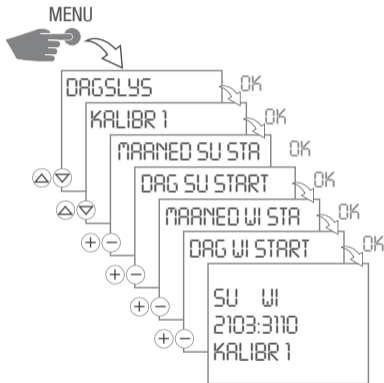 MENU
DAGSLYS
OK
KALIBR 1
OK
MAANED SU STA
OK
DAG SU START
OK
MAANED WI STA
OK
DAG WI START
OK
SU WI
2103:3110
KALIBR 1